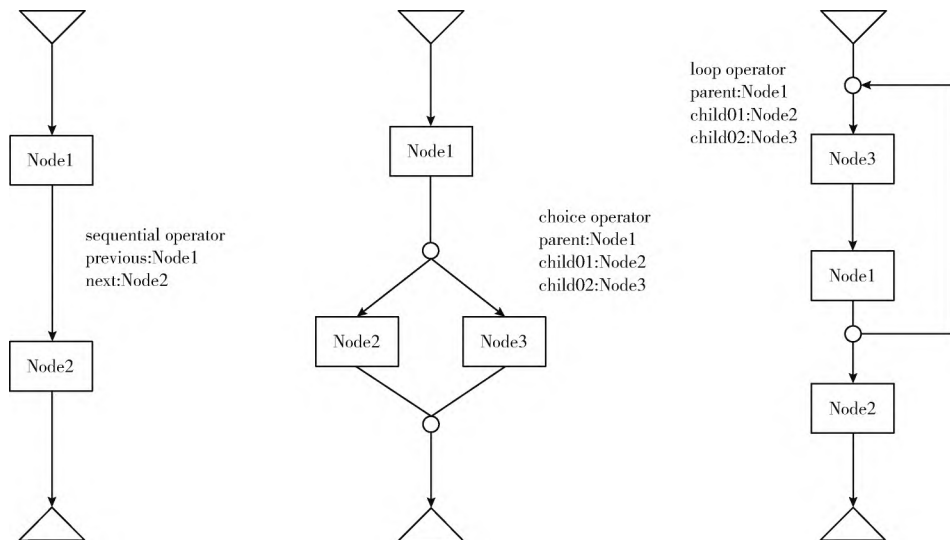 Node1
sequential operator
previous:Node1
next:Node2
Node2
Node1
choice operator
parent:Node1
child01:Node2
child02:Node3
Node2
Node3
loop operator
parent:Node1
child01:Node2
child02:Node3
Node3
Node1
Node2